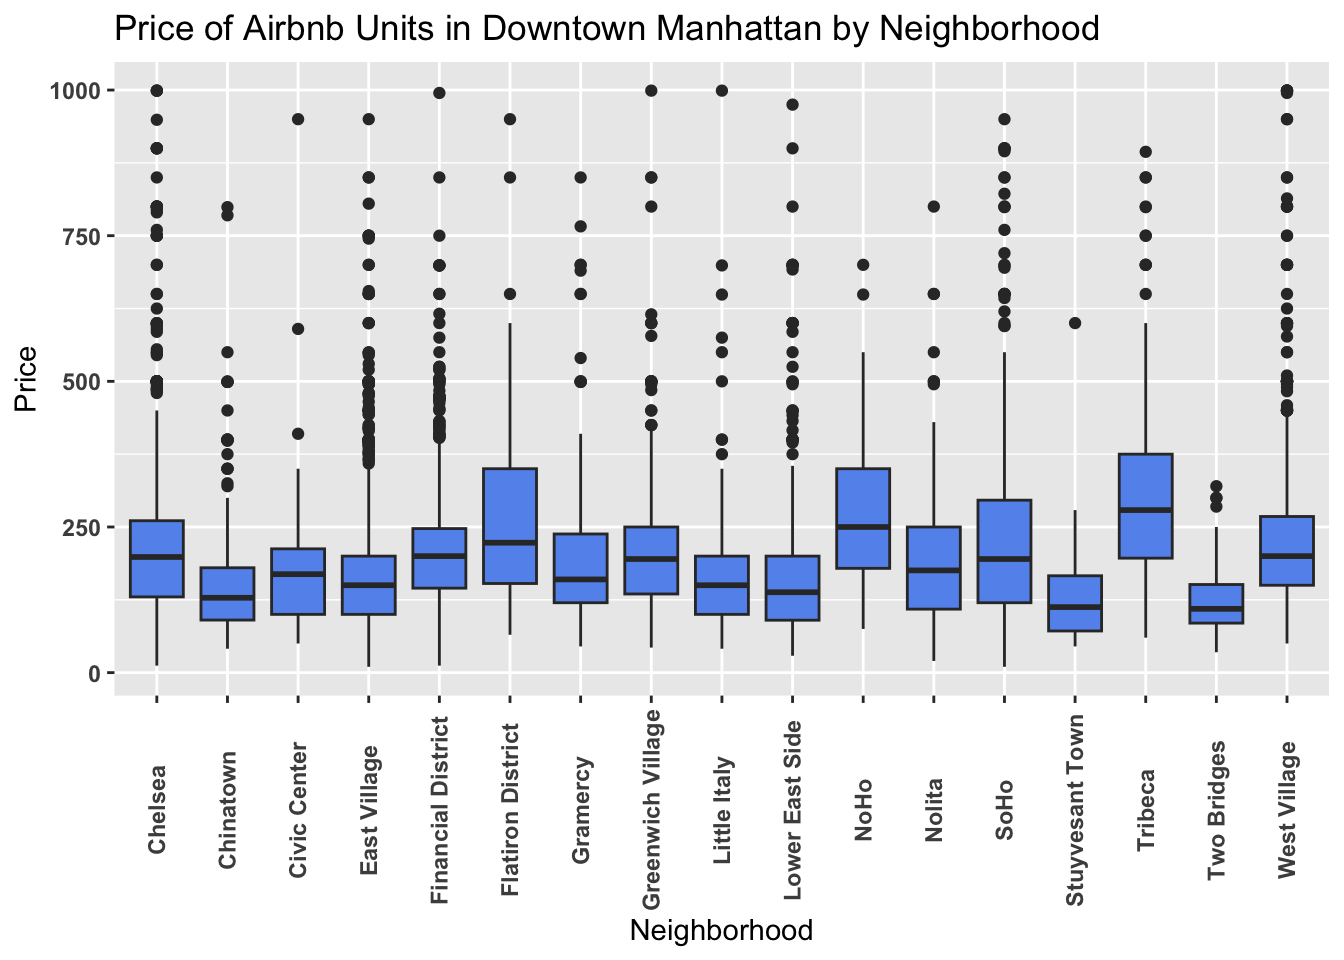 Price of Airbnb Units in Downtown Manhattan by Neighborhood
Price
1000
750
500
250
0
Chelsea
Chinatown
Civic Center
East Village
Financial District
Flatiron District
Gramercy
Greenwich Village
Little Italy
Lower East Side
NoHo
Nolita
SoHo
Stuyvesant Town
Tribeca
Two Bridges
West Village
Neighborhood